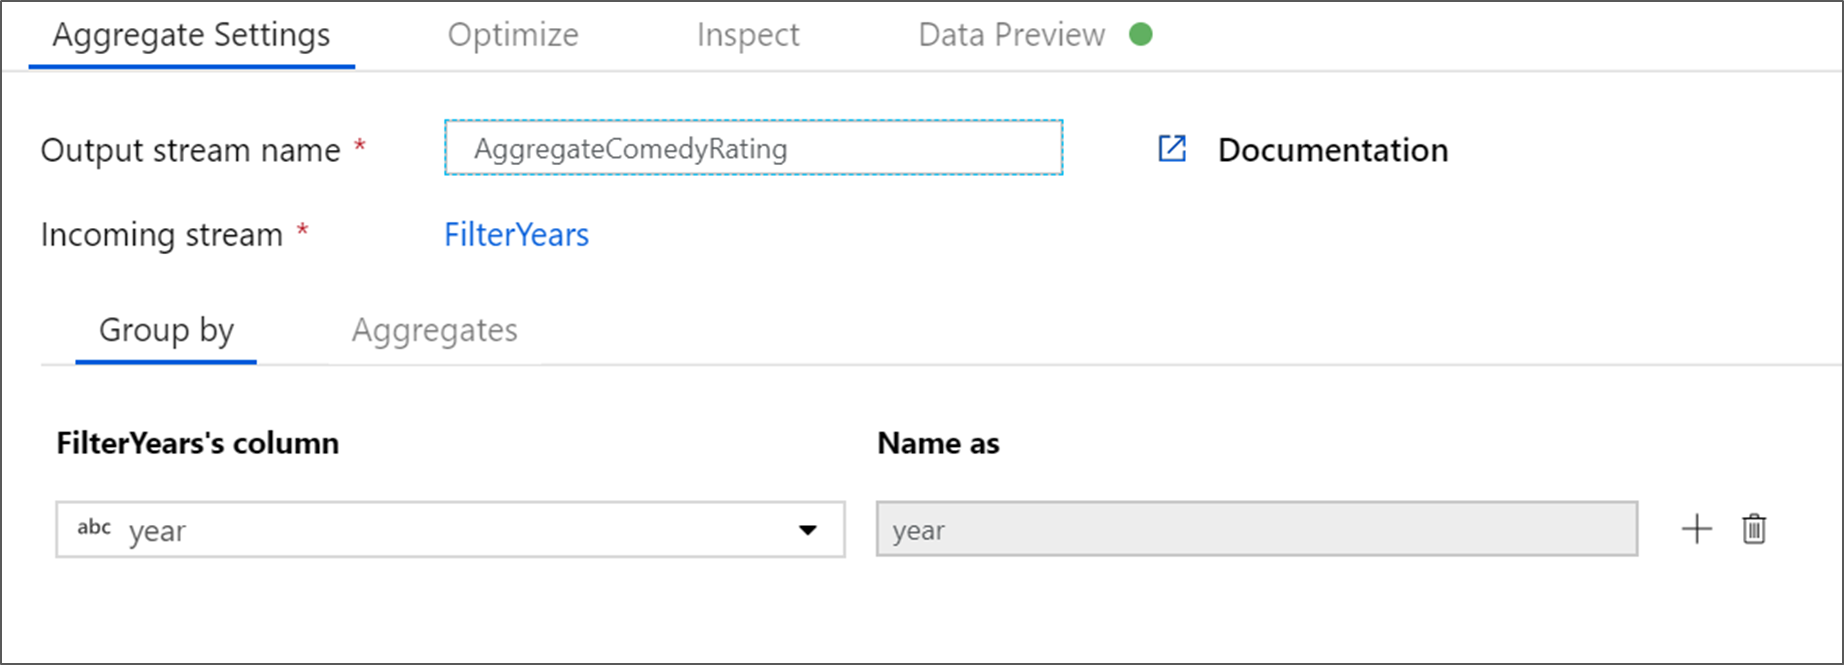 Aggregate Settings Optimize Inspect Data Preview
Output stream name * AggregateComedyRating Documentation
Incoming stream * FilterYears
Group by Aggregates
FilterYears's column Name as
abc year year